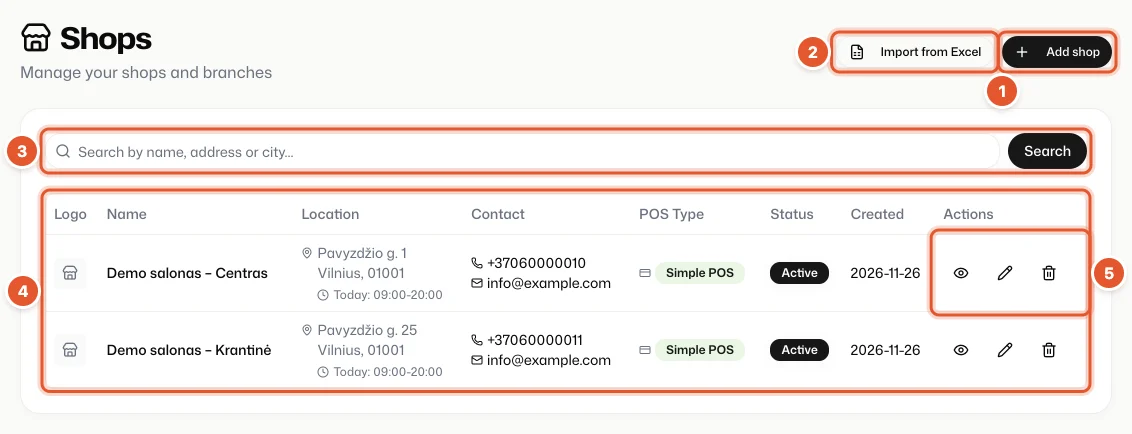 Shops
Manage your shops and branches
2
Import from Excel
Add shop
1
3
Search by name, address or city...
Search
Logo Name Location Contact POS Type Status Created Actions
4
Demo salonas – Centras
Pavyzdžio g. 1
Vilnius, 01001
Today: 09:00-20:00
+37060000010
info@example.com
Simple POS
Active
2026-11-26
5
Demo salonas – Krantinė
Pavyzdžio g. 25
Vilnius, 01001
Today: 09:00-20:00
+37060000011
info@example.com
Simple POS
Active
2026-11-26